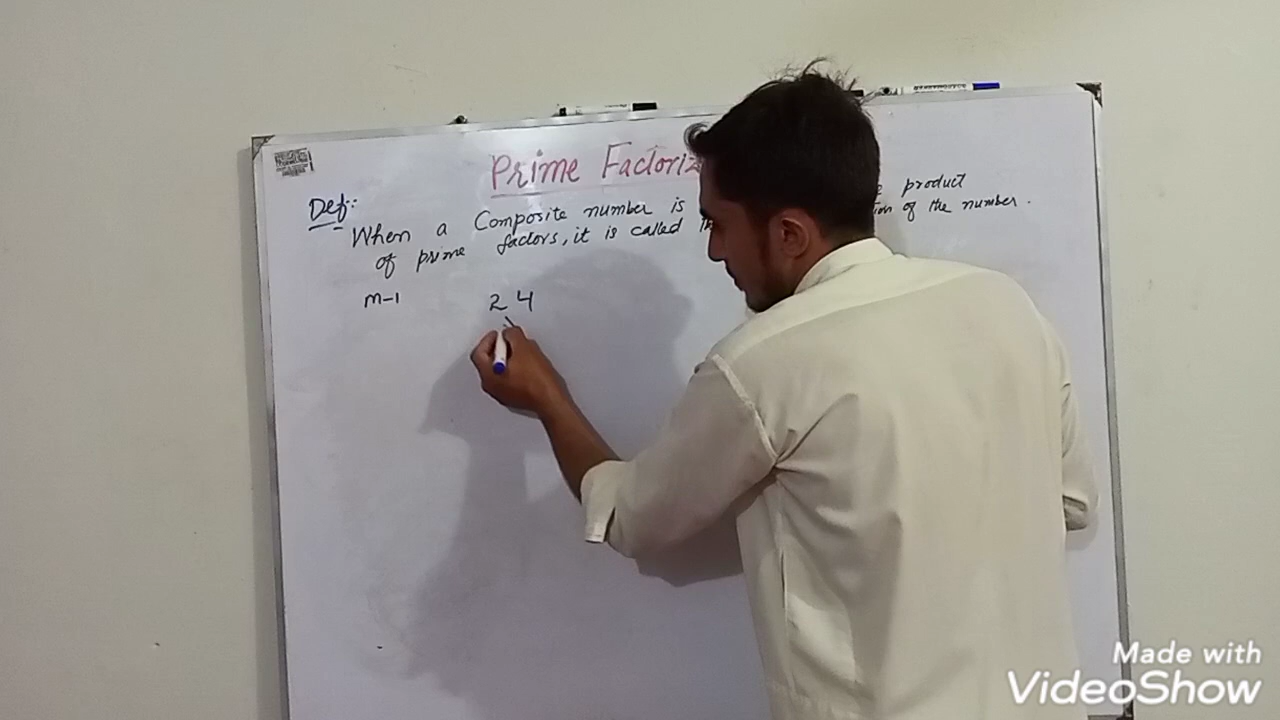 Prime Factoriz
Def:-
When a Composite number is product
of prime factors, it is called of the number.
m-1 24
Made with
VideoShow